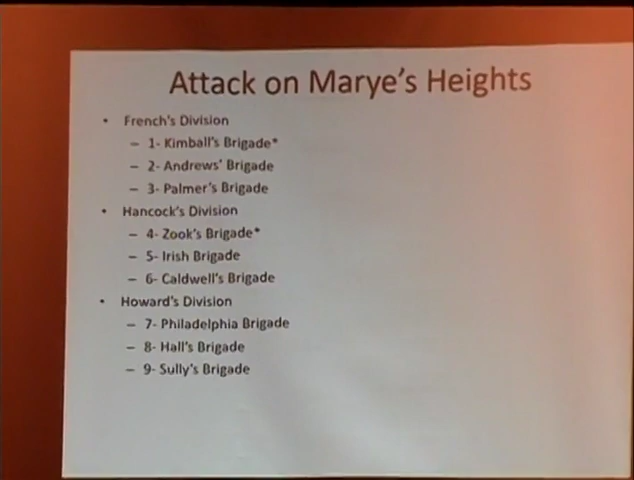 Attack on Marye's Heights
• French's Division
– 1- Kimball's Brigade*
– 2- Andrews' Brigade
– 3- Palmer's Brigade
• Hancock's Division
– 4- Zook's Brigade*
– 5- Irish Brigade
– 6- Caldwell's Brigade
• Howard's Division
– 7- Philadelphia Brigade
– 8- Hall's Brigade
– 9- Sully's Brigade